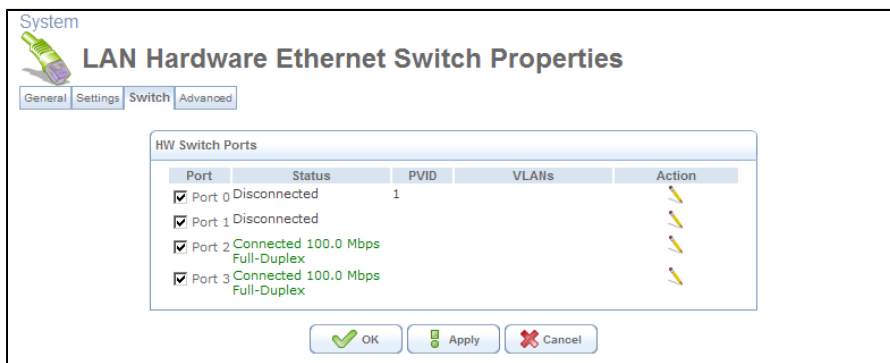 System
LAN Hardware Ethernet Switch Properties
General Settings Switch Advanced
HW Switch Ports
Port Status PVID VLANs Action
Port 0 Disconnected 1
Port 1 Disconnected
Port 2 Connected 100.0 Mbps
Full-Duplex
Port 3 Connected 100.0 Mbps
Full-Duplex
OK Apply Cancel